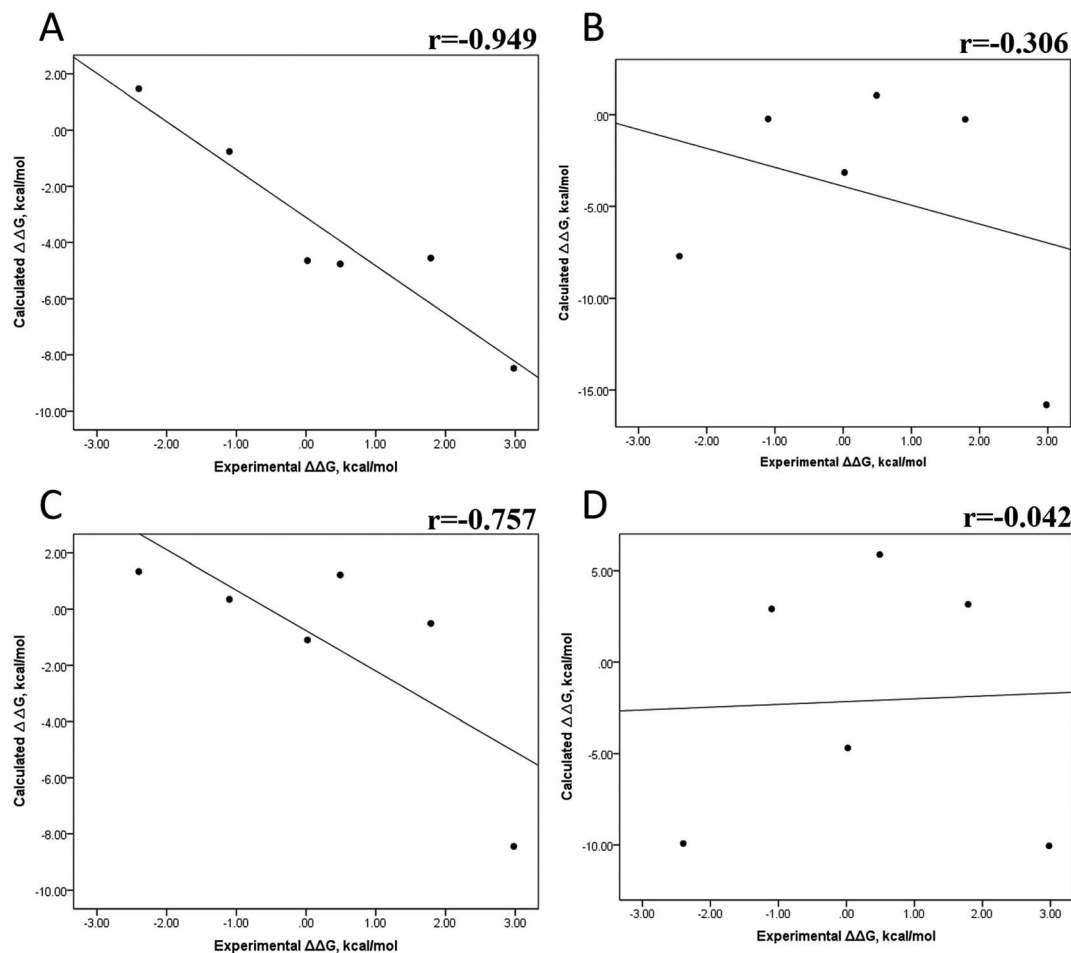 A
r=-0.949
2.00
.00
-2.00
-4.00
-6.00
-8.00
-10.00
Calculated Δ ΔG, kcal/mol
-3.00 -2.00 -1.00 .00 1.00 2.00 3.00
Experimental ΔΔG, kcal/mol
B
r=-0.306
.00
-5.00
-10.00
-15.00
Calculated Δ ΔG, kcal/mol
-3.00 -2.00 -1.00 .00 1.00 2.00 3.00
Experimental ΔΔG, kcal/mol
C
r=-0.757
2.00
.00
-2.00
-4.00
-6.00
-8.00
-10.00
Calculated Δ ΔG, kcal/mol
-3.00 -2.00 -1.00 .00 1.00 2.00 3.00
Experimental ΔΔG, kcal/mol
D
r=-0.042
5.00
.00
-5.00
-10.00
Calculated Δ ΔG, kcal/mol
-3.00 -2.00 -1.00 .00 1.00 2.00 3.00
Experimental ΔΔG, kcal/mol